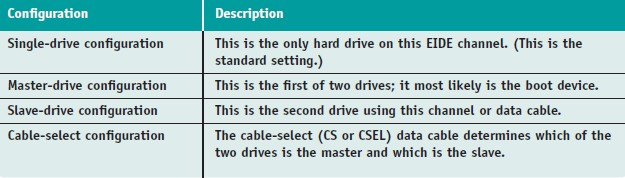 Configuration Description
Single-drive configuration This is the only hard drive on this EIDE channel. (This is the
standard setting.)
Master-drive configuration This is the first of two drives; it most likely is the boot device.
Slave-drive configuration This is the second drive using this channel or data cable.
Cable-select configuration The cable-select (CS or CSEL) data cable determines which of the
two drives is the master and which is the slave.